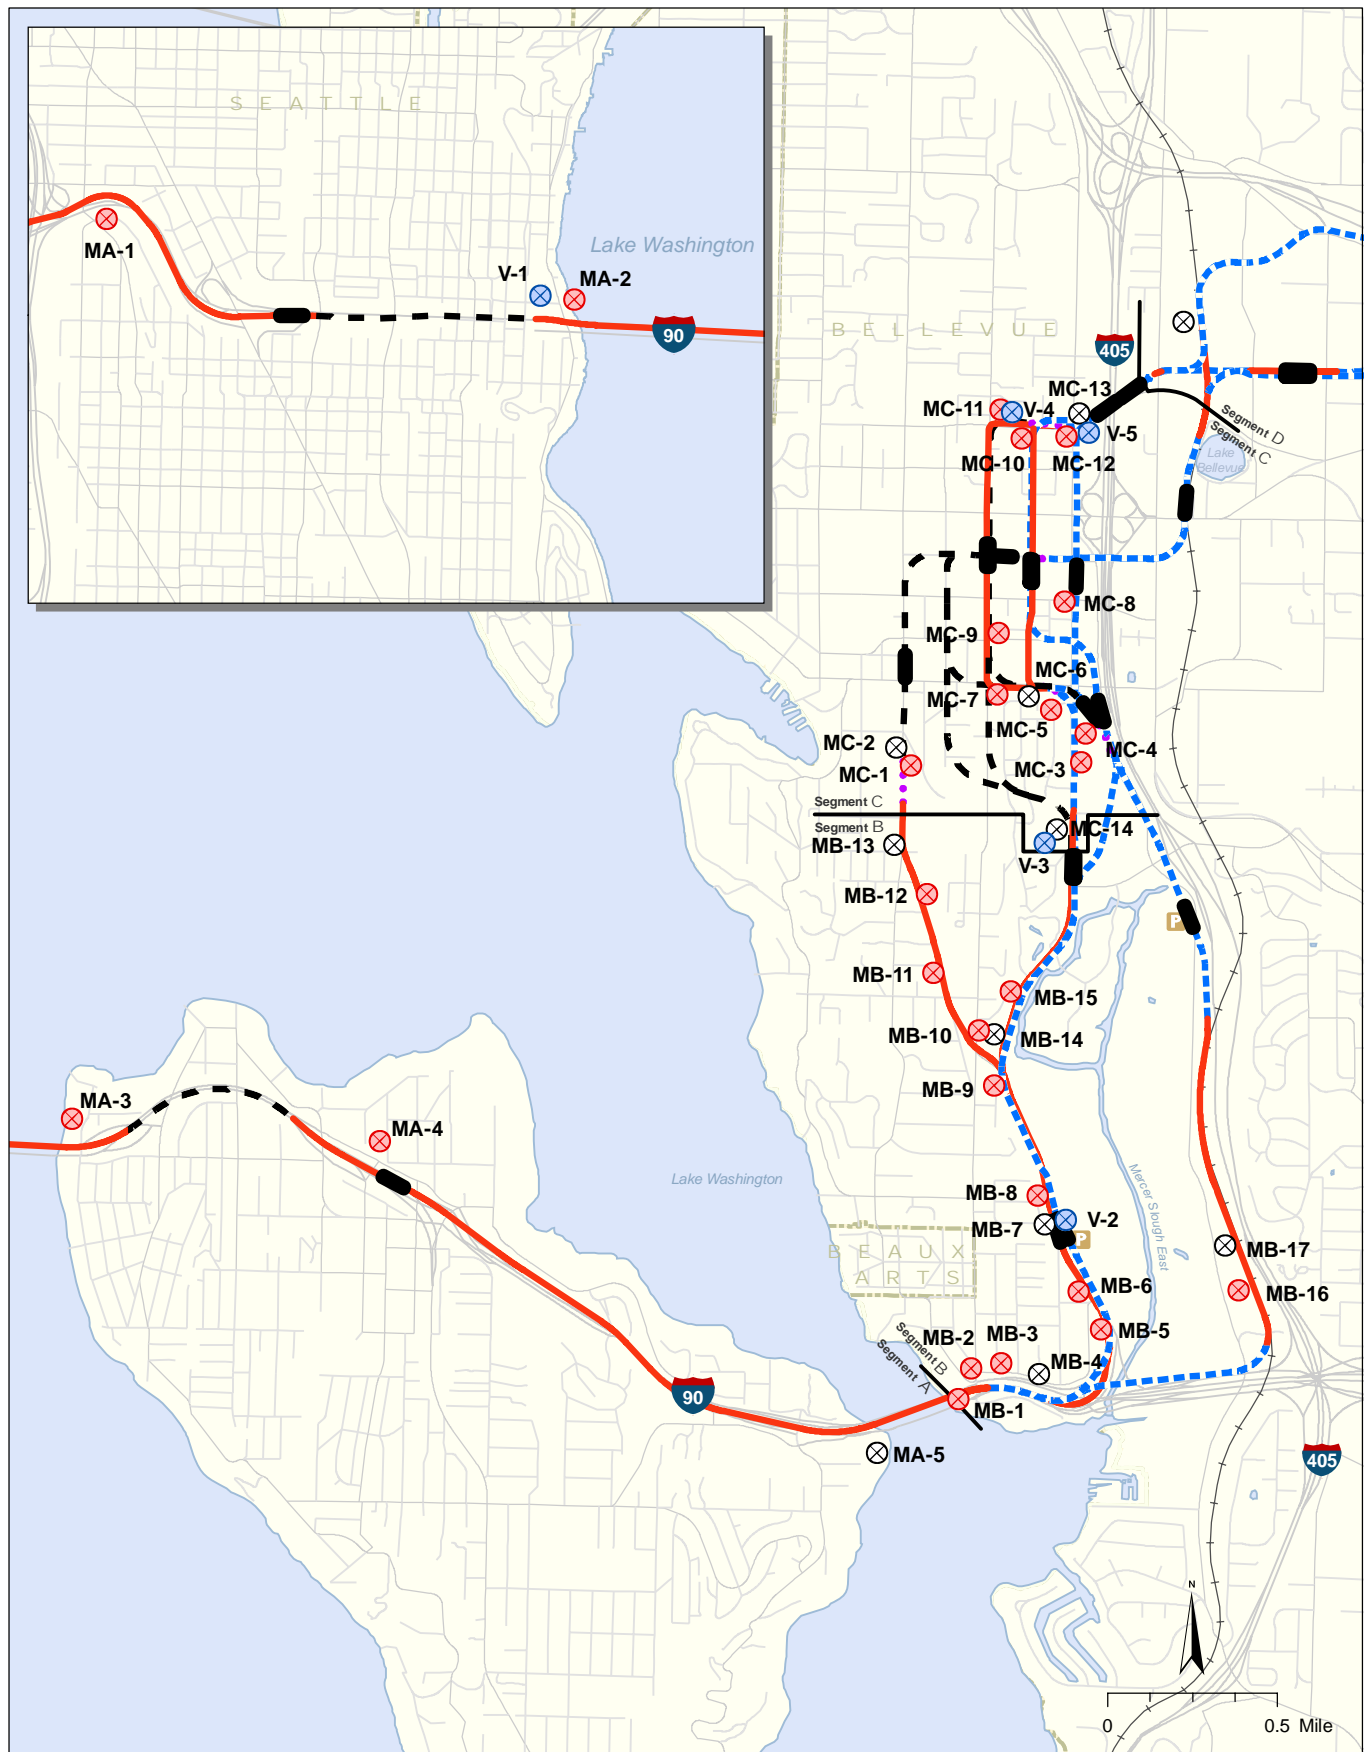 SEATTLE
Lake Washington
MA-1
V-1
MA-2
90
BELLEVUE
405
MC-13
MC-11
V-4
V-5
MC-10
MC-12
Segment D
Segment C
Lake
Bellevue
MC-8
MC-9
MC-6
MC-7
MC-5
MC-2
MC-4
MC-1
MC-3
Segment C
Segment B
MC-14
MB-13
V-3
MB-12
P
MB-11
MB-15
MB-10
MB-14
MB-9
MA-3
MA-4
Lake Washington
Mercer Slough East
MB-8
MB-7
V-2
P
BEAUX
ARTS
MB-17
MB-6
MB-16
MB-5
MB-2
MB-3
MB-4
Segment B
Segment A
90
MB-1
MA-5
405
N
0
0.5 Mile